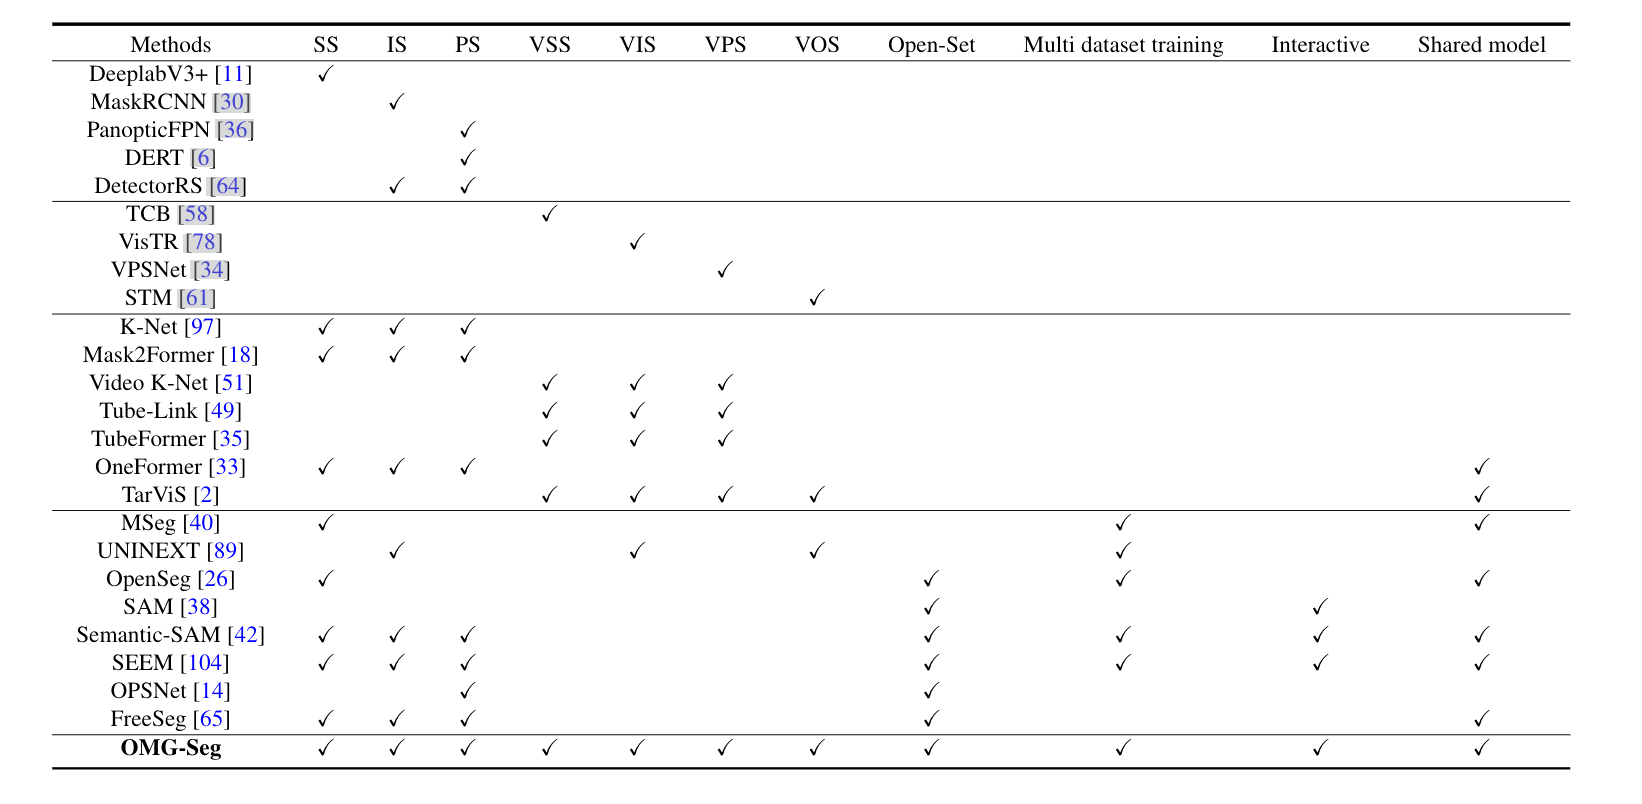 Methods SS IS PS VSS VIS VPS VOS Open-Set Multi dataset training Interactive Shared model
DeeplabV3+ [11] ✓
MaskRCNN [30] ✓
PanopticFPN [36] ✓
DERT [6] ✓
DetectorRS [64] ✓ ✓
TCB [58] ✓
VisTR [78] ✓
VPSNet [34] ✓
STM [61] ✓
K-Net [97] ✓ ✓ ✓
Mask2Former [18] ✓ ✓ ✓
Video K-Net [51] ✓ ✓ ✓
Tube-Link [49] ✓ ✓ ✓
TubeFormer [35] ✓ ✓ ✓
OneFormer [33] ✓ ✓ ✓ ✓
TarViS [2] ✓ ✓ ✓ ✓ ✓
MSeg [40] ✓ ✓ ✓
UNINEXT [89] ✓ ✓ ✓ ✓
OpenSeg [26] ✓ ✓ ✓ ✓
SAM [38] ✓ ✓
Semantic-SAM [42] ✓ ✓ ✓ ✓ ✓ ✓ ✓
SEEM [104] ✓ ✓ ✓ ✓ ✓ ✓ ✓
OPSNet [14] ✓ ✓
FreeSeg [65] ✓ ✓ ✓ ✓ ✓
OMG-Seg ✓ ✓ ✓ ✓ ✓ ✓ ✓ ✓ ✓ ✓ ✓